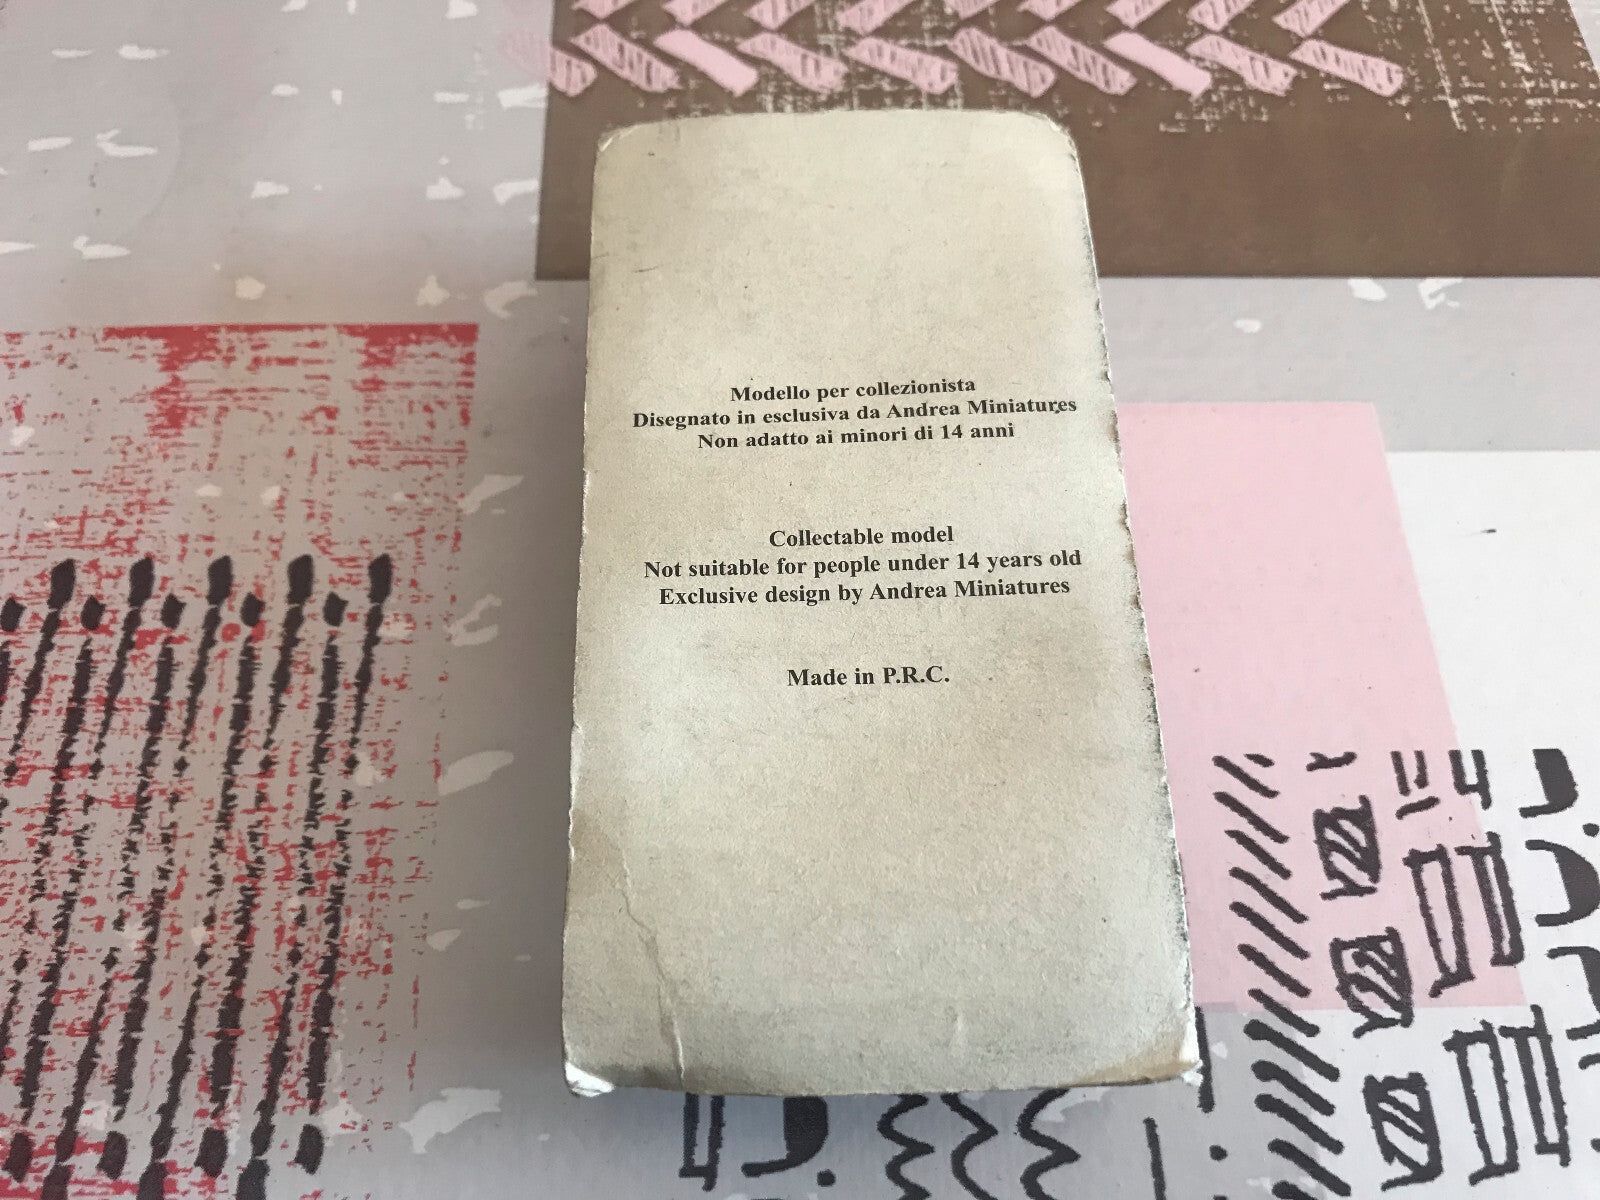 Modello per collezionista
Disegnato in esclusiva da Andrea Miniatures
Non adatto ai minori di 14 anni
Collectable model
Not suitable for people under 14 years old
Exclusive design by Andrea Miniatures
Made in P.R.C.